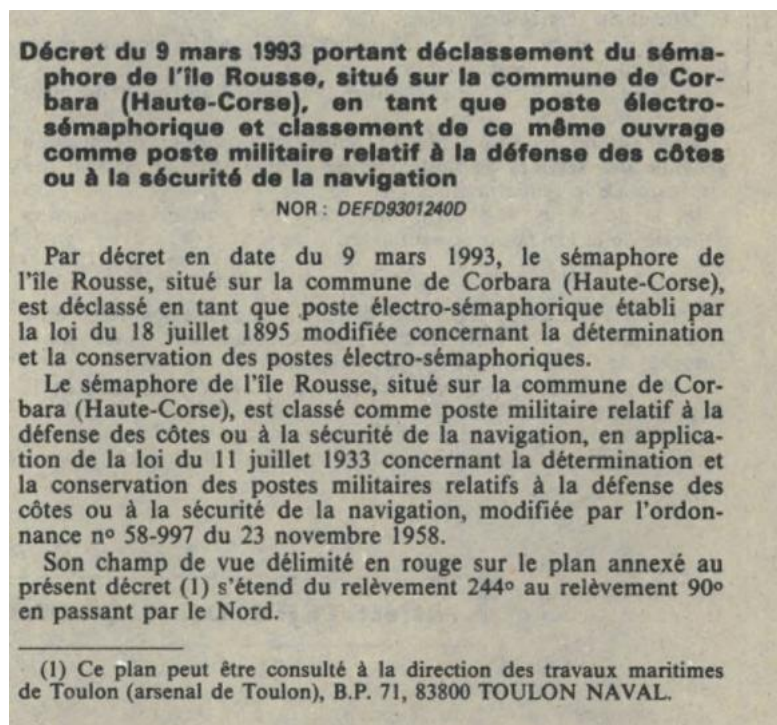 Décret du 9 mars 1993 portant déclassement du séma-
phore de l'île Rousse, situé sur la commune de Cor-
bara (Haute-Corse), en tant que poste électro-
sémaphorique et classement de ce même ouvrage
comme poste militaire relatif à la défense des côtes
ou à la sécurité de la navigation
NOR : DEFD9301240D
Par décret en date du 9 mars 1993, le sémaphore de
l'île Rousse, situé sur la commune de Corbara (Haute-Corse),
est déclassé en tant que poste électro-sémaphorique établi par
la loi du 18 juillet 1895 modifiée concernant la détermination
et la conservation des postes électro-sémaphoriques.
Le sémaphore de l'île Rousse, situé sur la commune de Cor-
bara (Haute-Corse), est classé comme poste militaire relatif à la
défense des côtes ou à la sécurité de la navigation, en applica-
tion de la loi du 11 juillet 1933 concernant la détermination et
la conservation des postes militaires relatifs à la défense des
côtes ou à la sécurité de la navigation, modifiée par l'ordon-
nance nº 58-997 du 23 novembre 1958.
Son champ de vue délimité en rouge sur le plan annexé au
présent décret (1) s'étend du relèvement 244º au relèvement 90º
en passant par le Nord.
(1) Ce plan peut être consulté à la direction des travaux maritimes
de Toulon (arsenal de Toulon), B.P. 71, 83800 TOULON NAVAL.